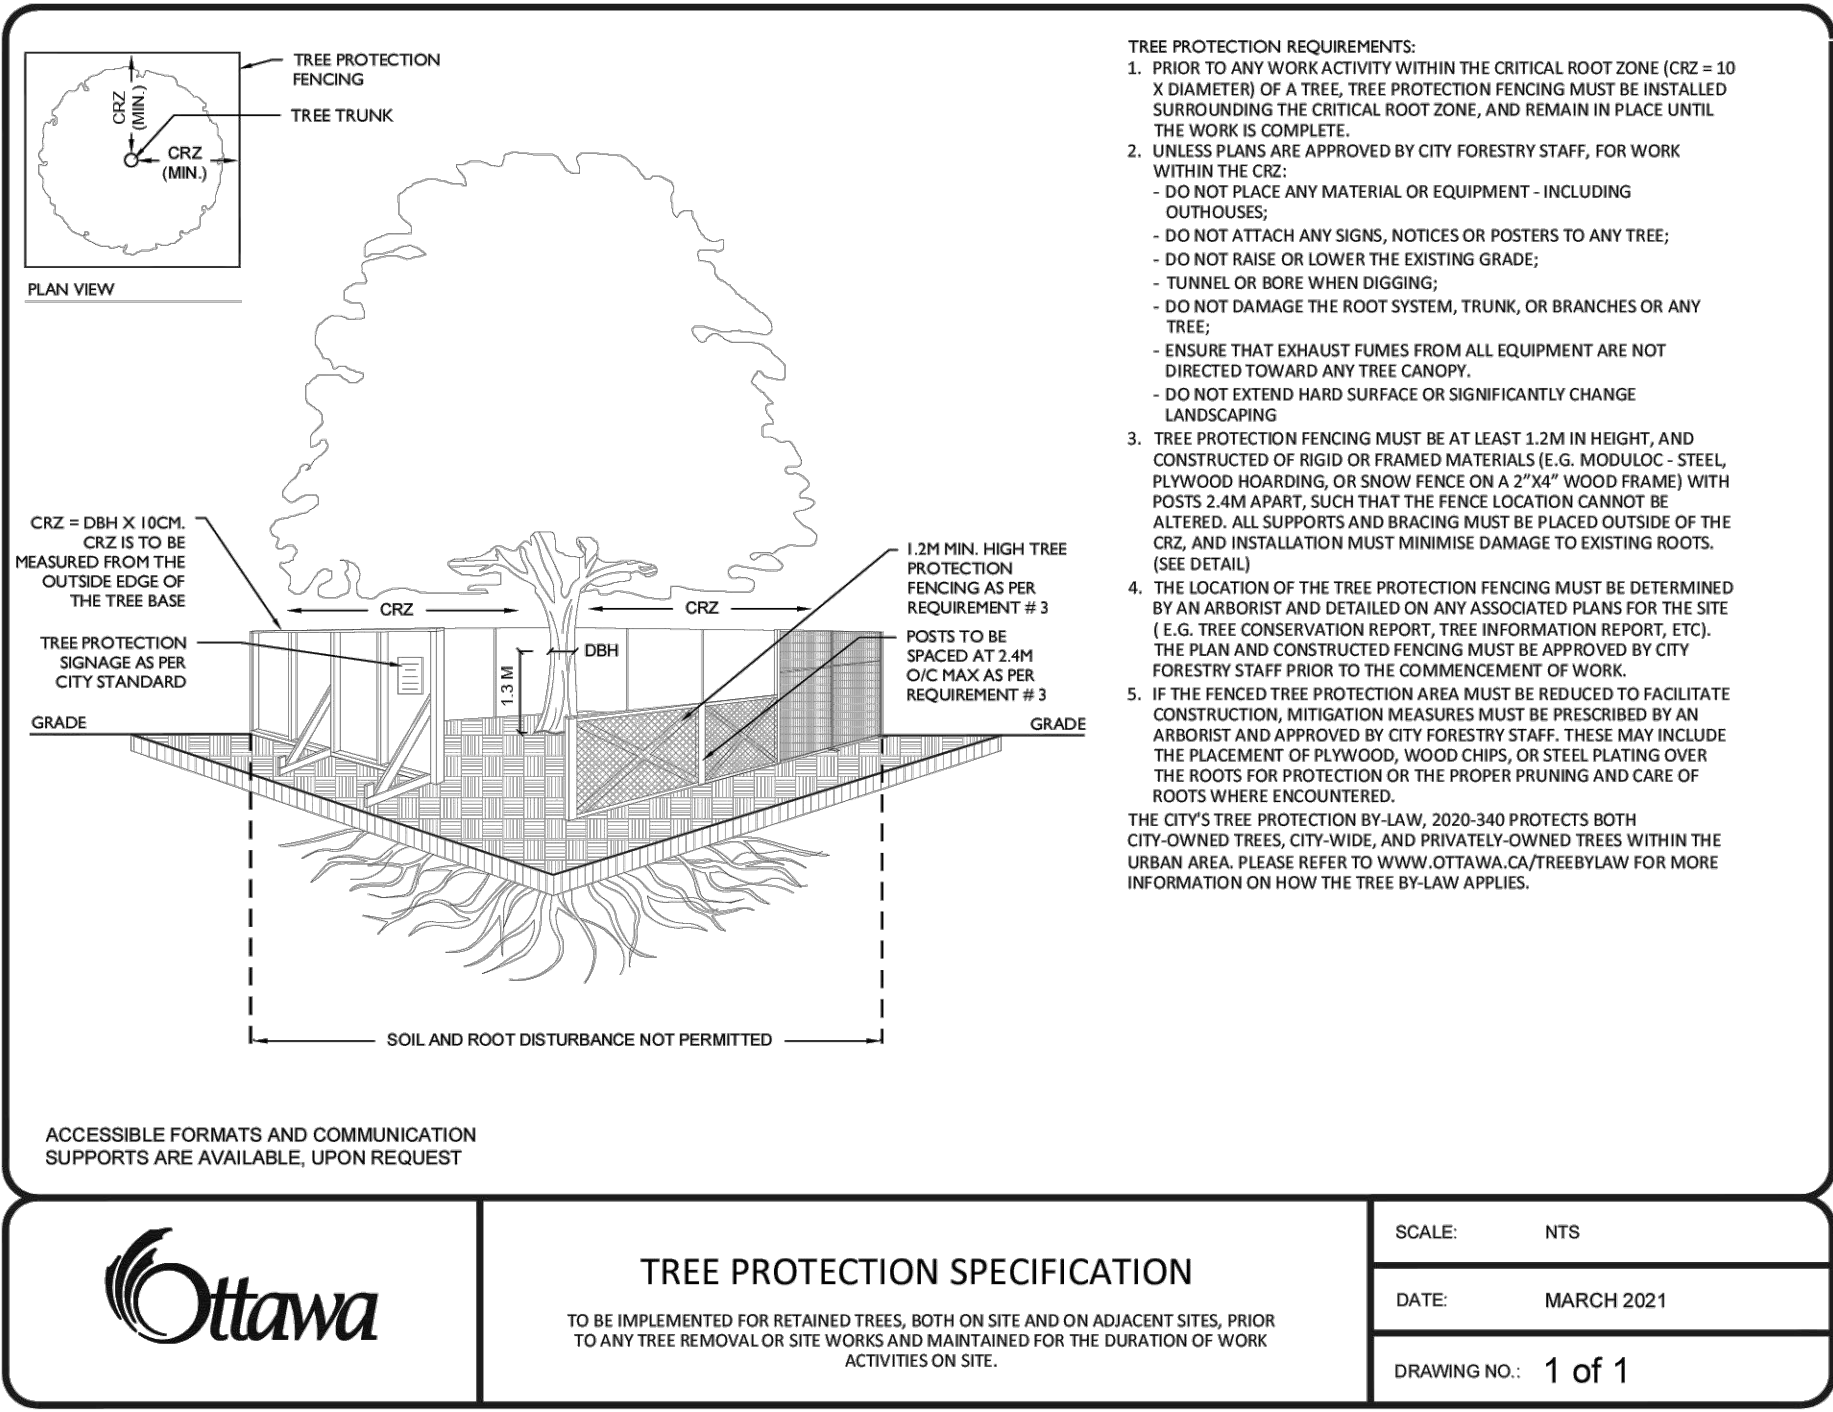 TREE PROTECTION
FENCING
TREE TRUNK
CRZ
(MIN.)
CRZ
(MIN.)
PLAN VIEW
CRZ = DBH X 10CM.
CRZ IS TO BE
MEASURED FROM THE
OUTSIDE EDGE OF
THE TREE BASE
TREE PROTECTION
SIGNAGE AS PER
CITY STANDARD
GRADE
CRZ
CRZ
DBH
1.3 M
1.2M MIN. HIGH TREE
PROTECTION
FENCING AS PER
REQUIREMENT # 3
POSTS TO BE
SPACED AT 2.4M
O/C MAX AS PER
REQUIREMENT # 3
GRADE
SOIL AND ROOT DISTURBANCE NOT PERMITTED
ACCESSIBLE FORMATS AND COMMUNICATION
SUPPORTS ARE AVAILABLE, UPON REQUEST
TREE PROTECTION REQUIREMENTS:
1. PRIOR TO ANY WORK ACTIVITY WITHIN THE CRITICAL ROOT ZONE (CRZ = 10
X DIAMETER) OF A TREE, TREE PROTECTION FENCING MUST BE INSTALLED
SURROUNDING THE CRITICAL ROOT ZONE, AND REMAIN IN PLACE UNTIL
THE WORK IS COMPLETE.
2. UNLESS PLANS ARE APPROVED BY CITY FORESTRY STAFF, FOR WORK
WITHIN THE CRZ:
- DO NOT PLACE ANY MATERIAL OR EQUIPMENT - INCLUDING
OUTHOUSES;
- DO NOT ATTACH ANY SIGNS, NOTICES OR POSTERS TO ANY TREE;
- DO NOT RAISE OR LOWER THE EXISTING GRADE;
- TUNNEL OR BORE WHEN DIGGING;
- DO NOT DAMAGE THE ROOT SYSTEM, TRUNK, OR BRANCHES OR ANY
TREE;
- ENSURE THAT EXHAUST FUMES FROM ALL EQUIPMENT ARE NOT
DIRECTED TOWARD ANY TREE CANOPY.
- DO NOT EXTEND HARD SURFACE OR SIGNIFICANTLY CHANGE
LANDSCAPING
3. TREE PROTECTION FENCING MUST BE AT LEAST 1.2M IN HEIGHT, AND
CONSTRUCTED OF RIGID OR FRAMED MATERIALS (E.G. MODULOC - STEEL,
PLYWOOD HOARDING, OR SNOW FENCE ON A 2”X4” WOOD FRAME) WITH
POSTS 2.4M APART, SUCH THAT THE FENCE LOCATION CANNOT BE
ALTERED. ALL SUPPORTS AND BRACING MUST BE PLACED OUTSIDE OF THE
CRZ, AND INSTALLATION MUST MINIMISE DAMAGE TO EXISTING ROOTS.
(SEE DETAIL)
4. THE LOCATION OF THE TREE PROTECTION FENCING MUST BE DETERMINED
BY AN ARBORIST AND DETAILED ON ANY ASSOCIATED PLANS FOR THE SITE
( E.G. TREE CONSERVATION REPORT, TREE INFORMATION REPORT, ETC).
THE PLAN AND CONSTRUCTED FENCING MUST BE APPROVED BY CITY
FORESTRY STAFF PRIOR TO THE COMMENCEMENT OF WORK.
5. IF THE FENCED TREE PROTECTION AREA MUST BE REDUCED TO FACILITATE
CONSTRUCTION, MITIGATION MEASURES MUST BE PRESCRIBED BY AN
ARBORIST AND APPROVED BY CITY FORESTRY STAFF. THESE MAY INCLUDE
THE PLACEMENT OF PLYWOOD, WOOD CHIPS, OR STEEL PLATING OVER
THE ROOTS FOR PROTECTION OR THE PROPER PRUNING AND CARE OF
ROOTS WHERE ENCOUNTERED.
THE CITY'S TREE PROTECTION BY-LAW, 2020-340 PROTECTS BOTH
CITY-OWNED TREES, CITY-WIDE, AND PRIVATELY-OWNED TREES WITHIN THE
URBAN AREA. PLEASE REFER TO WWW.OTTAWA.CA/TREEBYLAW FOR MORE
INFORMATION ON HOW THE TREE BY-LAW APPLIES.
Ottawa
TREE PROTECTION SPECIFICATION
TO BE IMPLEMENTED FOR RETAINED TREES, BOTH ON SITE AND ON ADJACENT SITES, PRIOR
TO ANY TREE REMOVAL OR SITE WORKS AND MAINTAINED FOR THE DURATION OF WORK
ACTIVITIES ON SITE.
SCALE: NTS
DATE: MARCH 2021
DRAWING NO.: 1 of 1